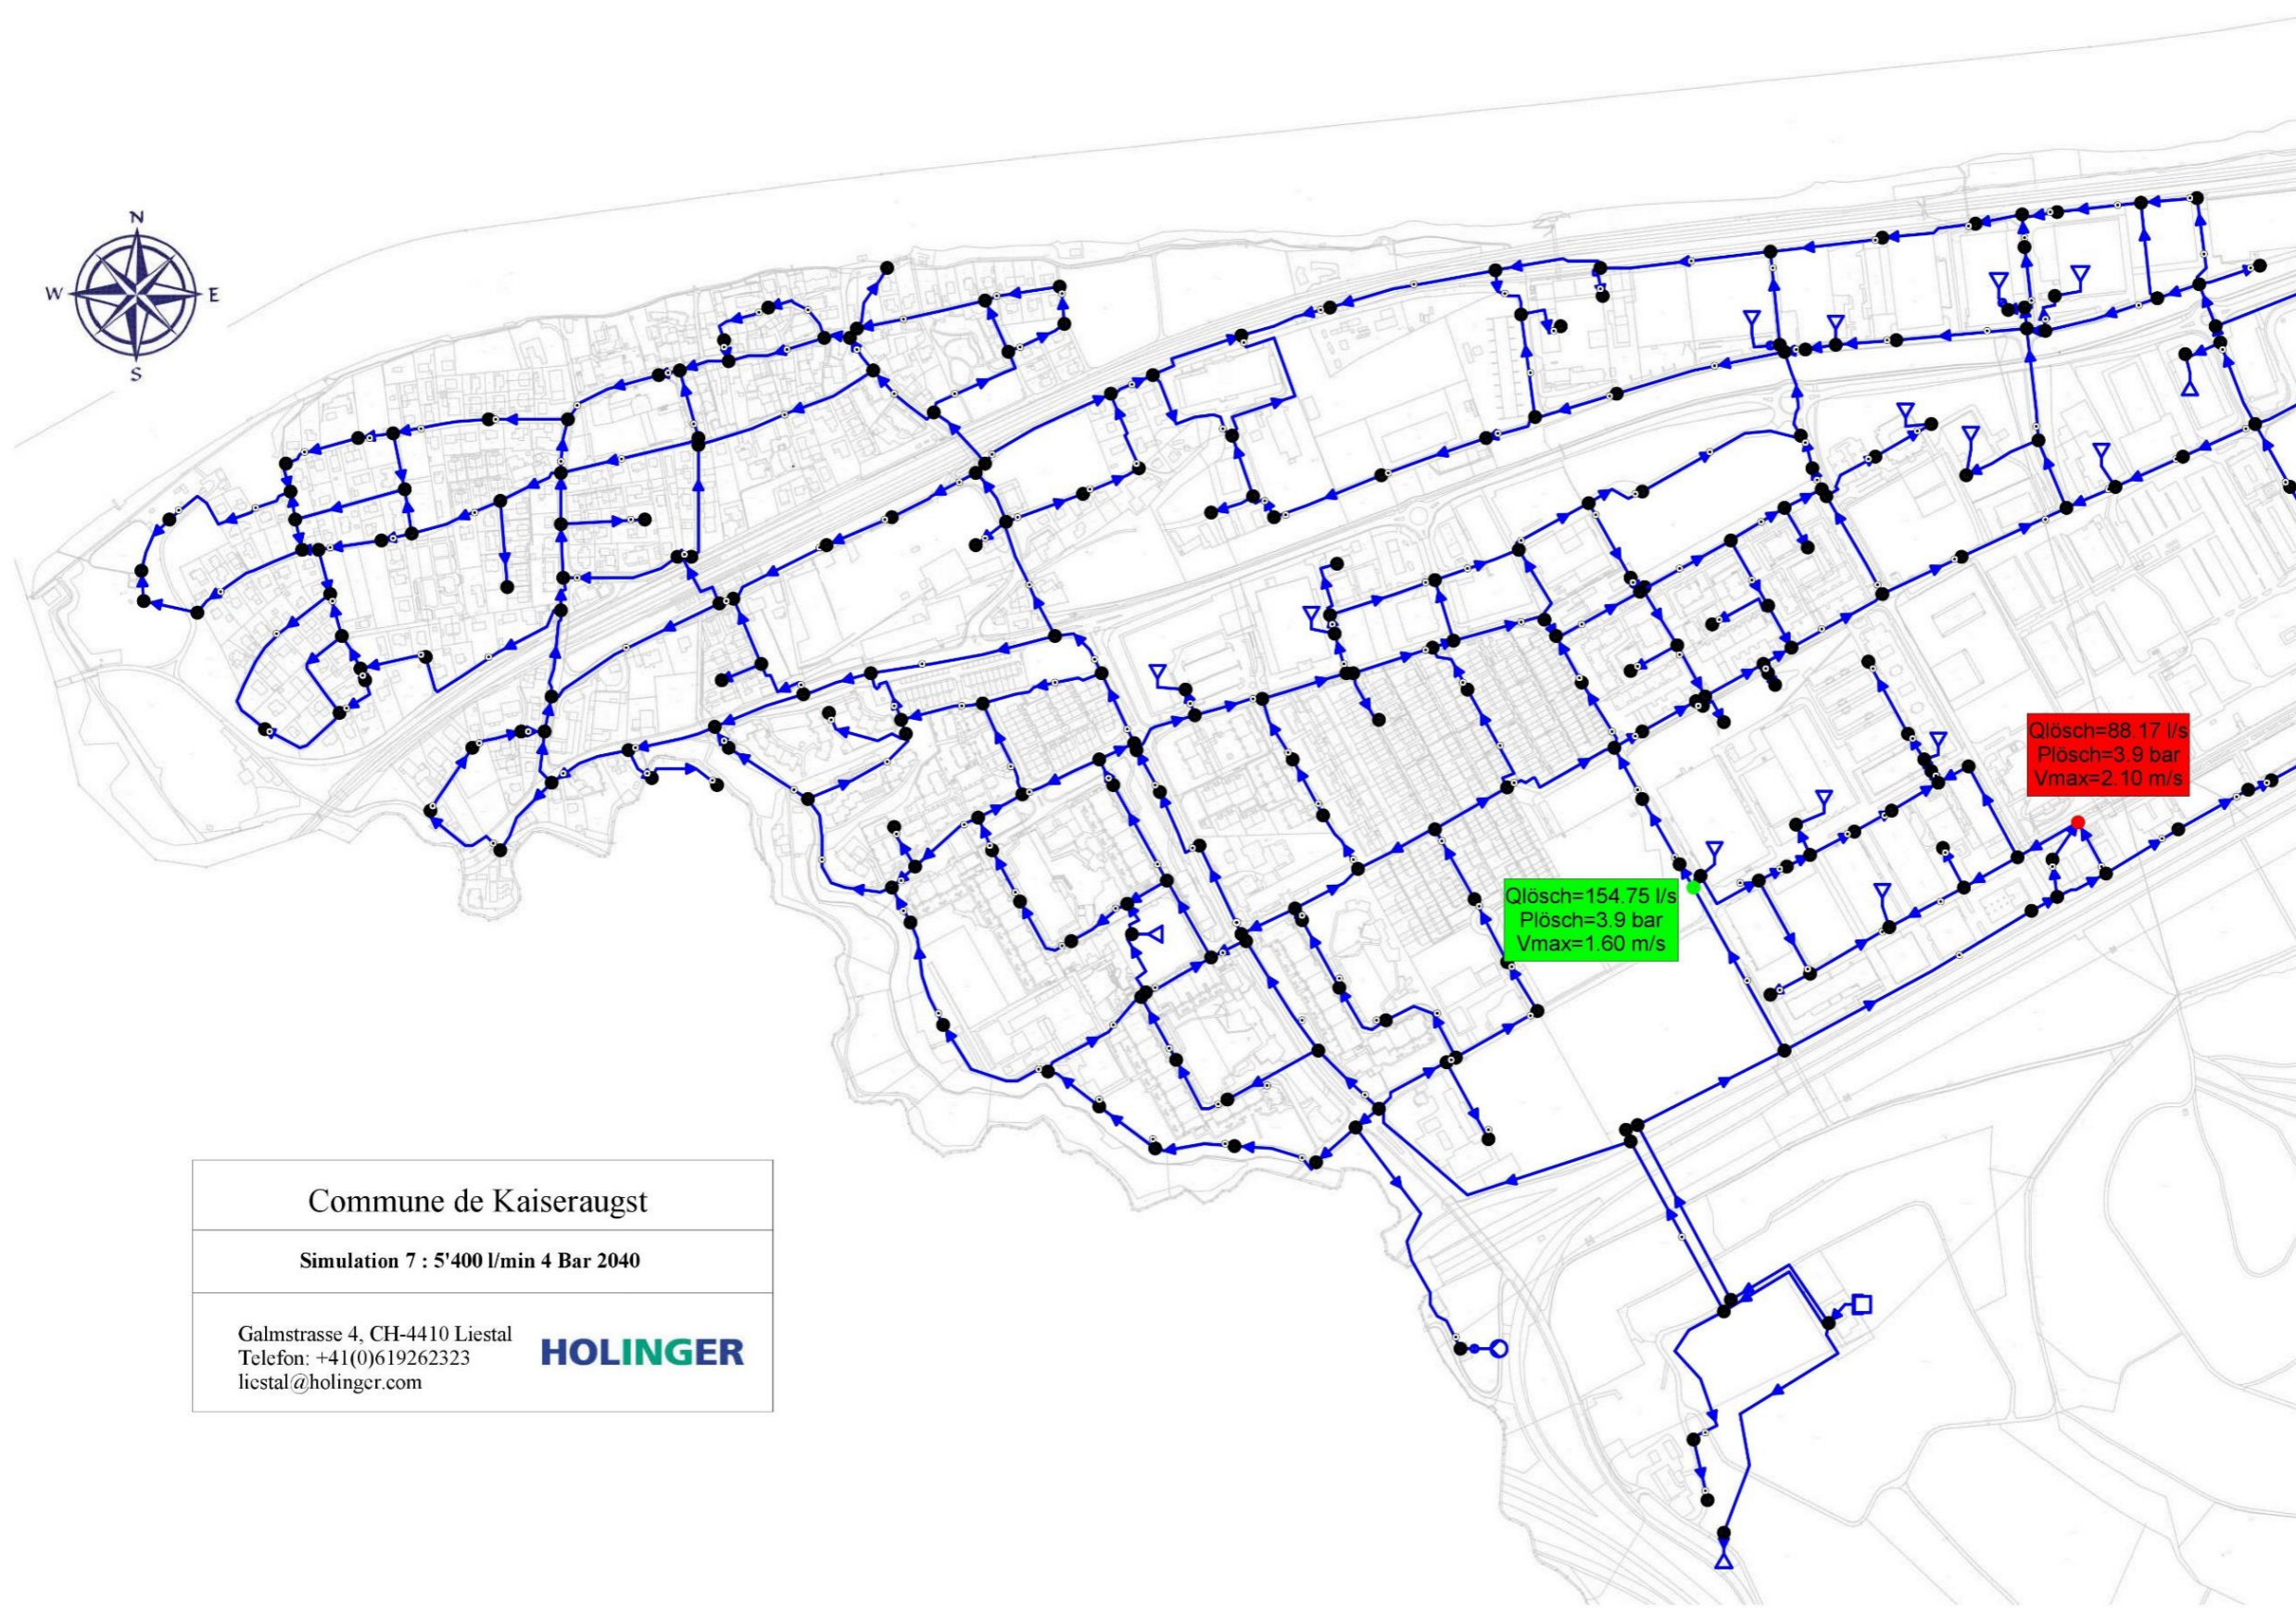 N
W
E
S
Qlösch=88.17 l/s
Plösch=3.9 bar
Vmax=2.10 m/s
Qlösch=154.75 l/s
Plösch=3.9 bar
Vmax=1.60 m/s
Commune de Kaiseraugst
Simulation 7 : 5'400 l/min 4 Bar 2040
Galmstrasse 4, CH-4410 Liestal
Telefon: +41(0)619262323
liestal@holinger.com
HOLINGER